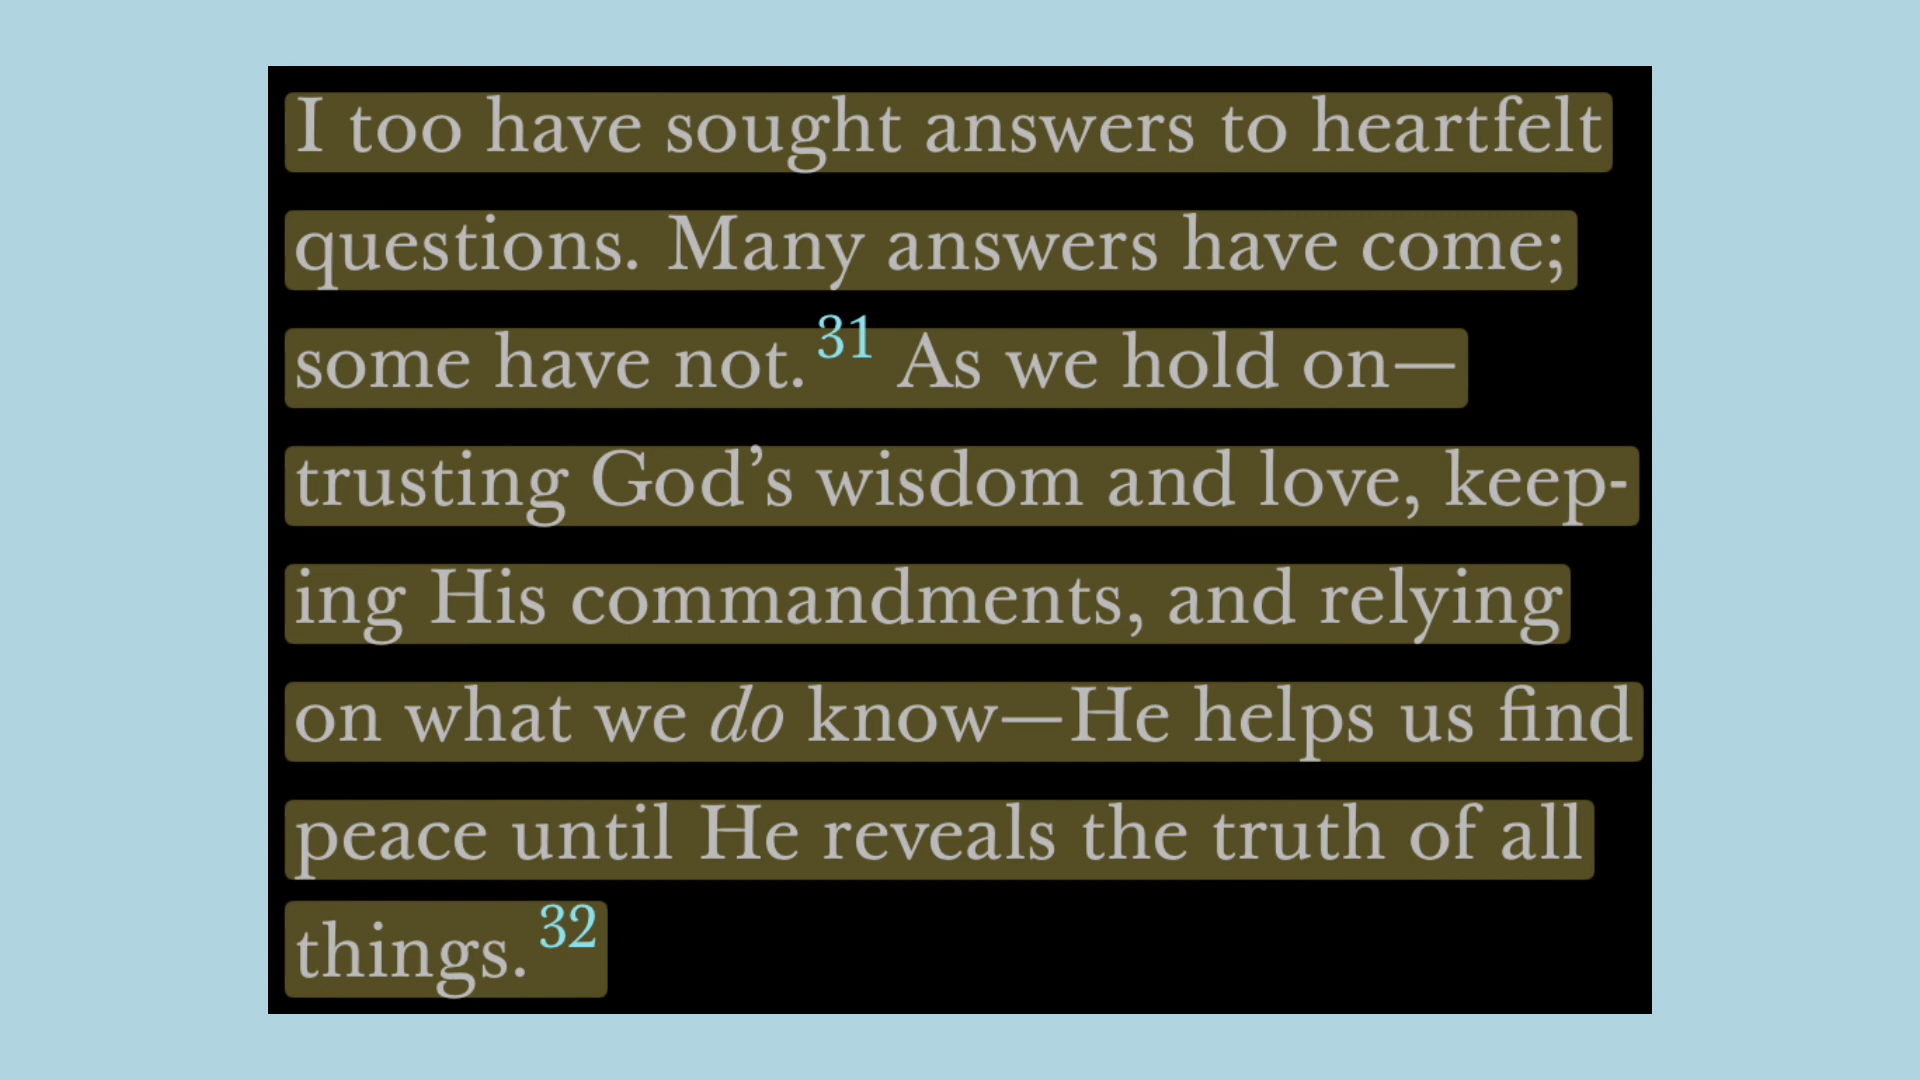 I too have sought answers to heartfelt
questions. Many answers have come;
some have not.31 As we hold on—
trusting God’s wisdom and love, keep-
ing His commandments, and relying
on what we do know—He helps us find
peace until He reveals the truth of all
things.32